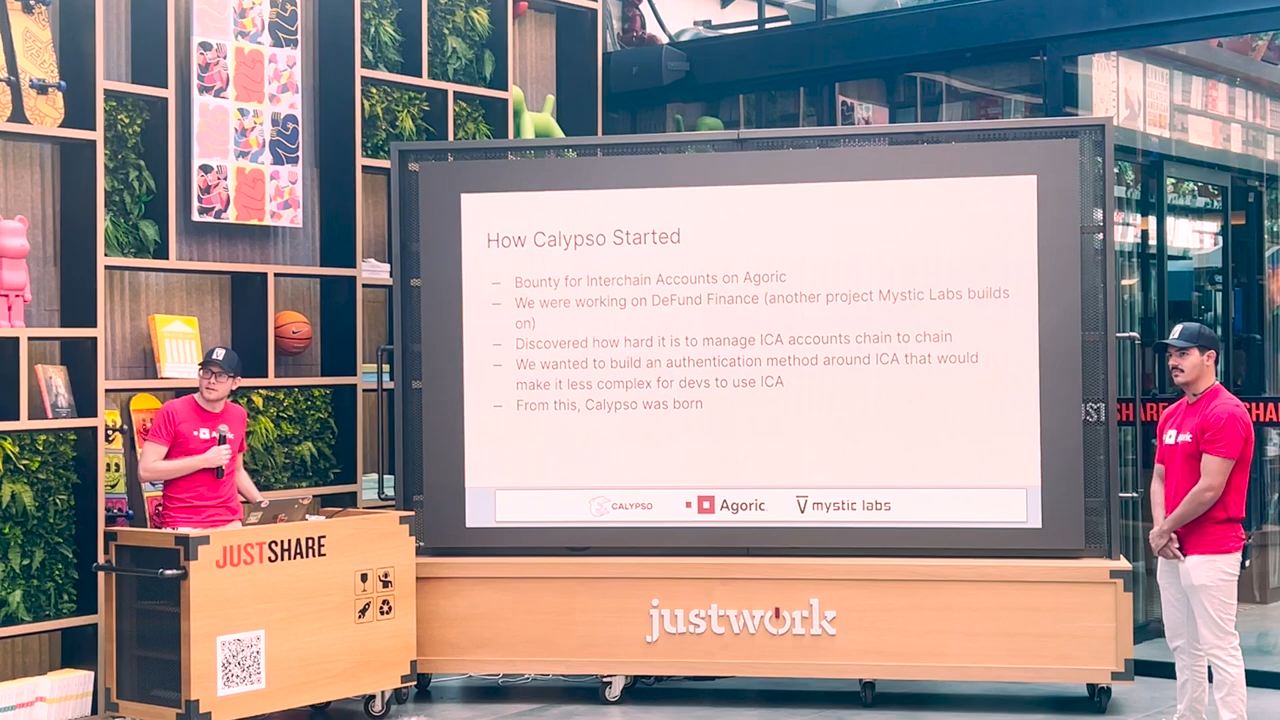 How Calypso Started
– Bounty for Interchain Accounts on Agoric
– We were working on DeFund Finance (another project Mystic Labs builds
on)
– Discovered how hard it is to manage ICA accounts chain to chain
– We wanted to build an authentication method around ICA that would
make it less complex for devs to use ICA
– From this, Calypso was born
CALYPSO
Agoric
mystic labs
JUSTSHARE
justwork